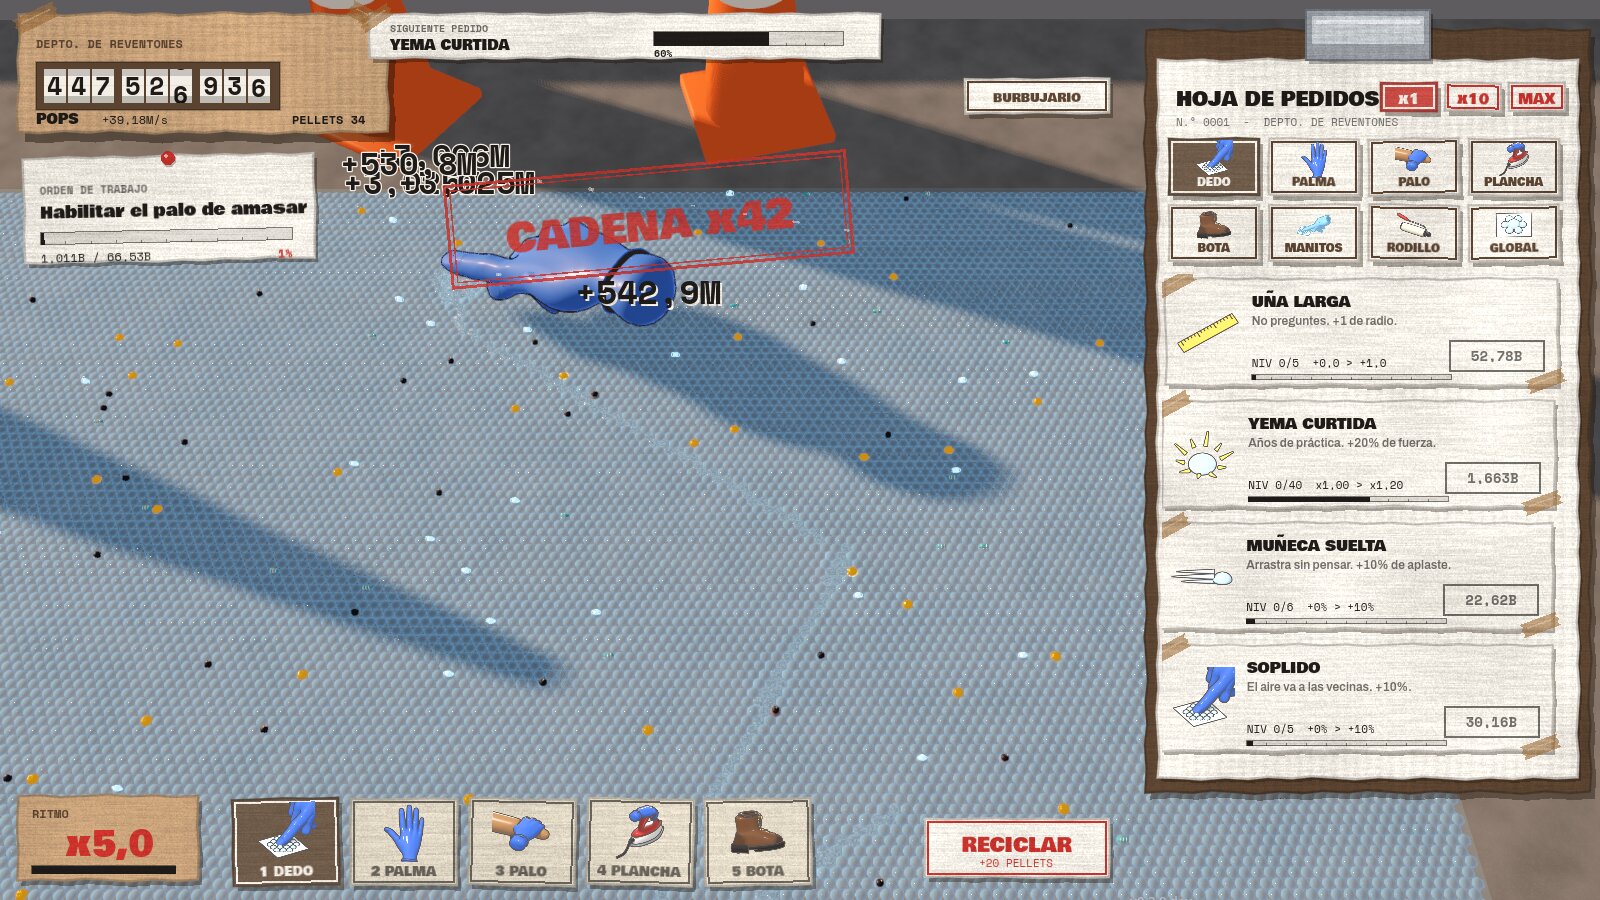 DEPTO. DE REVENTONES
447 526 936
POPS +39,18M/s PELLETS 34
SIGUIENTE PEDIDO
YEMA CURTIDA
60%
BURBUJARIO
ORDEN DE TRABAJO
Habilitar el palo de amasar
1,011B / 66,53B 1%
+530,8M
CADENA x42
+542,9M
HOJA DE PEDIDOS x1 x10 MAX
N.° 0001 - DEPTO. DE REVENTONES
DEDO PALMA PALO PLANCHA
BOTA MANITOS RODILLO GLOBAL
UÑA LARGA
No preguntes. +1 de radio.
NIV 0/5 +0,0 > +1,0
52,78B
YEMA CURTIDA
Años de práctica. +20% de fuerza.
NIV 0/40 x1,00 > x1,20
1,663B
MUÑECA SUELTA
Arrastra sin pensar. +10% de aplaste.
NIV 0/6 +0% > +10%
22,62B
SOPLIDO
El aire va a las vecinas. +10%.
NIV 0/5 +0% > +10%
30,16B
RITMO
x5,0
1 DEDO 2 PALMA 3 PALO 4 PLANCHA 5 BOTA
RECICLAR
+20 PELLETS